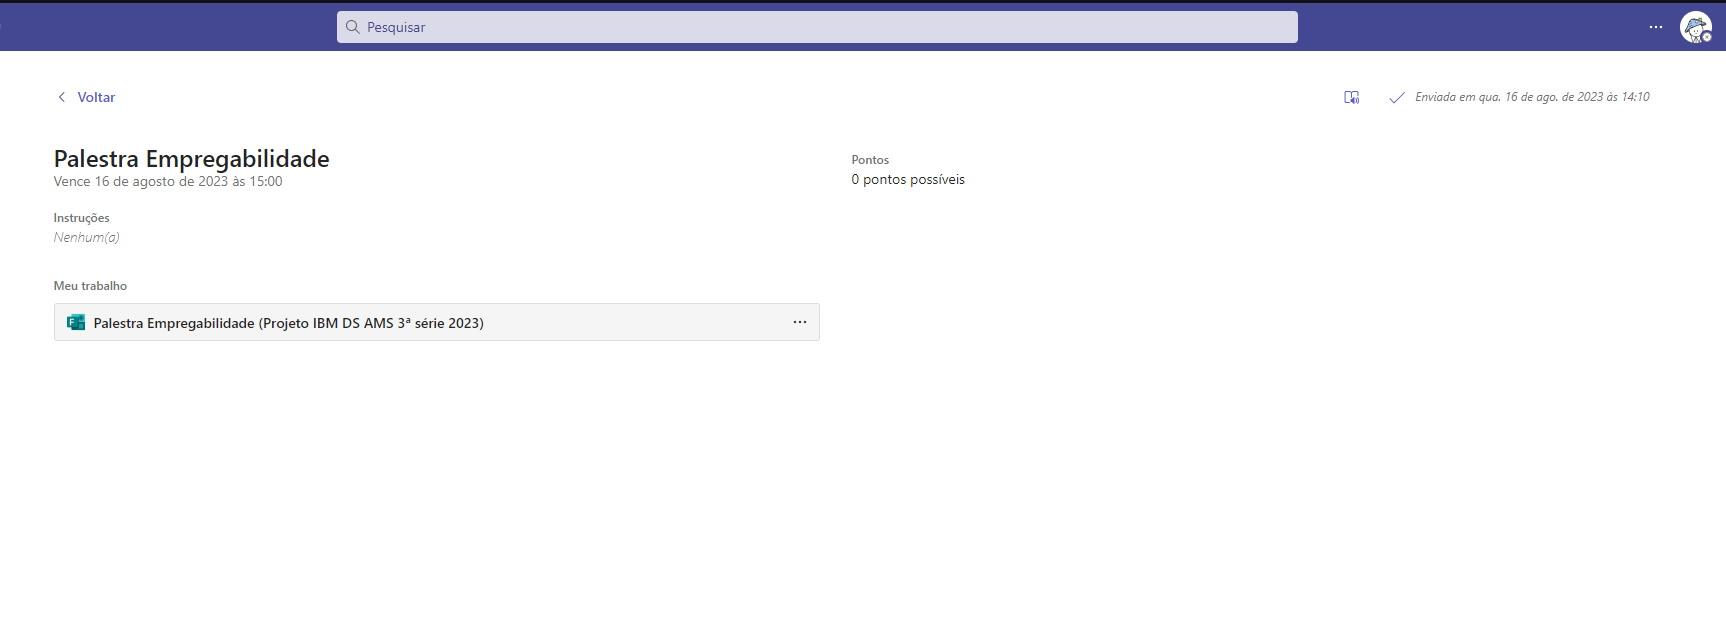 Pesquisar
Voltar
Enviada em qua. 16 de ago. de 2023 às 14:10
Palestra Empregabilidade
Vence 16 de agosto de 2023 às 15:00
Pontos
0 pontos possíveis
Instruções
Nenhum(a)
Meu trabalho
Palestra Empregabilidade (Projeto IBM DS AMS 3ª série 2023)